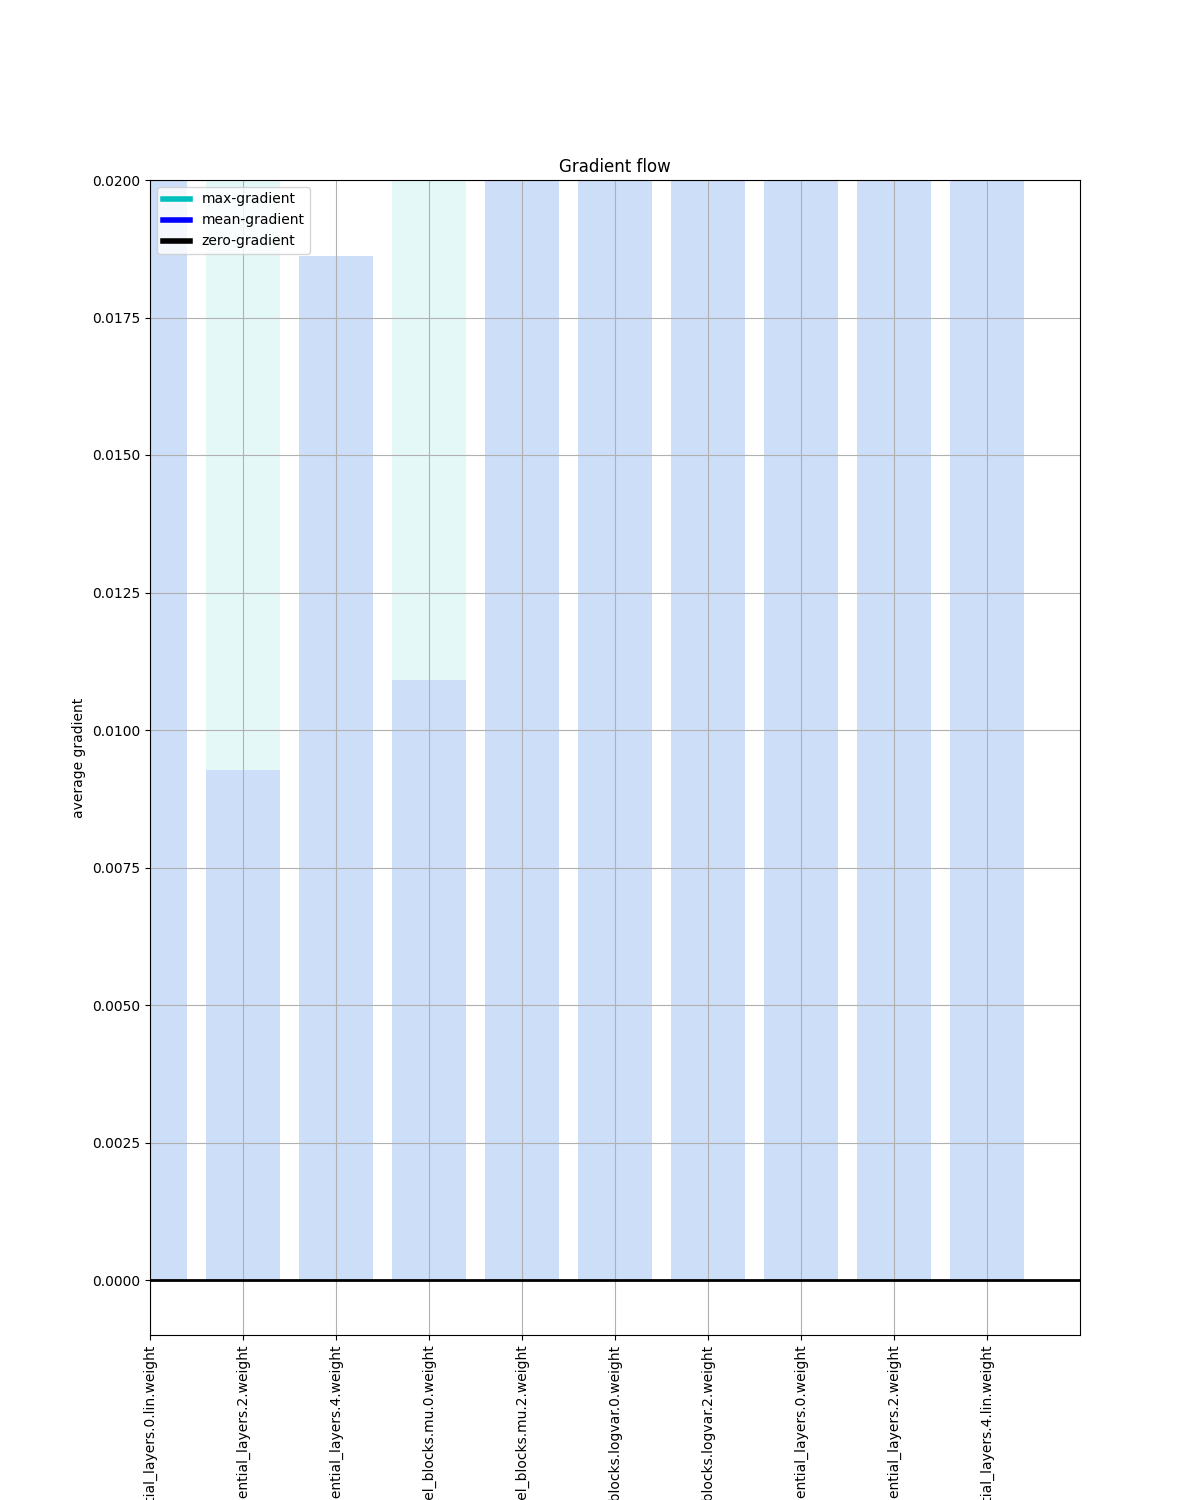 Gradient flow
max-gradient
mean-gradient
zero-gradient
average gradient
0.0200
0.0175
0.0150
0.0125
0.0100
0.0075
0.0050
0.0025
0.0000
tial_layers.0.lin.weight
ential_layers.2.weight
ential_layers.4.weight
el_blocks.mu.0.weight
el_blocks.mu.2.weight
blocks.logvar.0.weight
blocks.logvar.2.weight
ential_layers.0.weight
ential_layers.2.weight
tial_layers.4.lin.weight